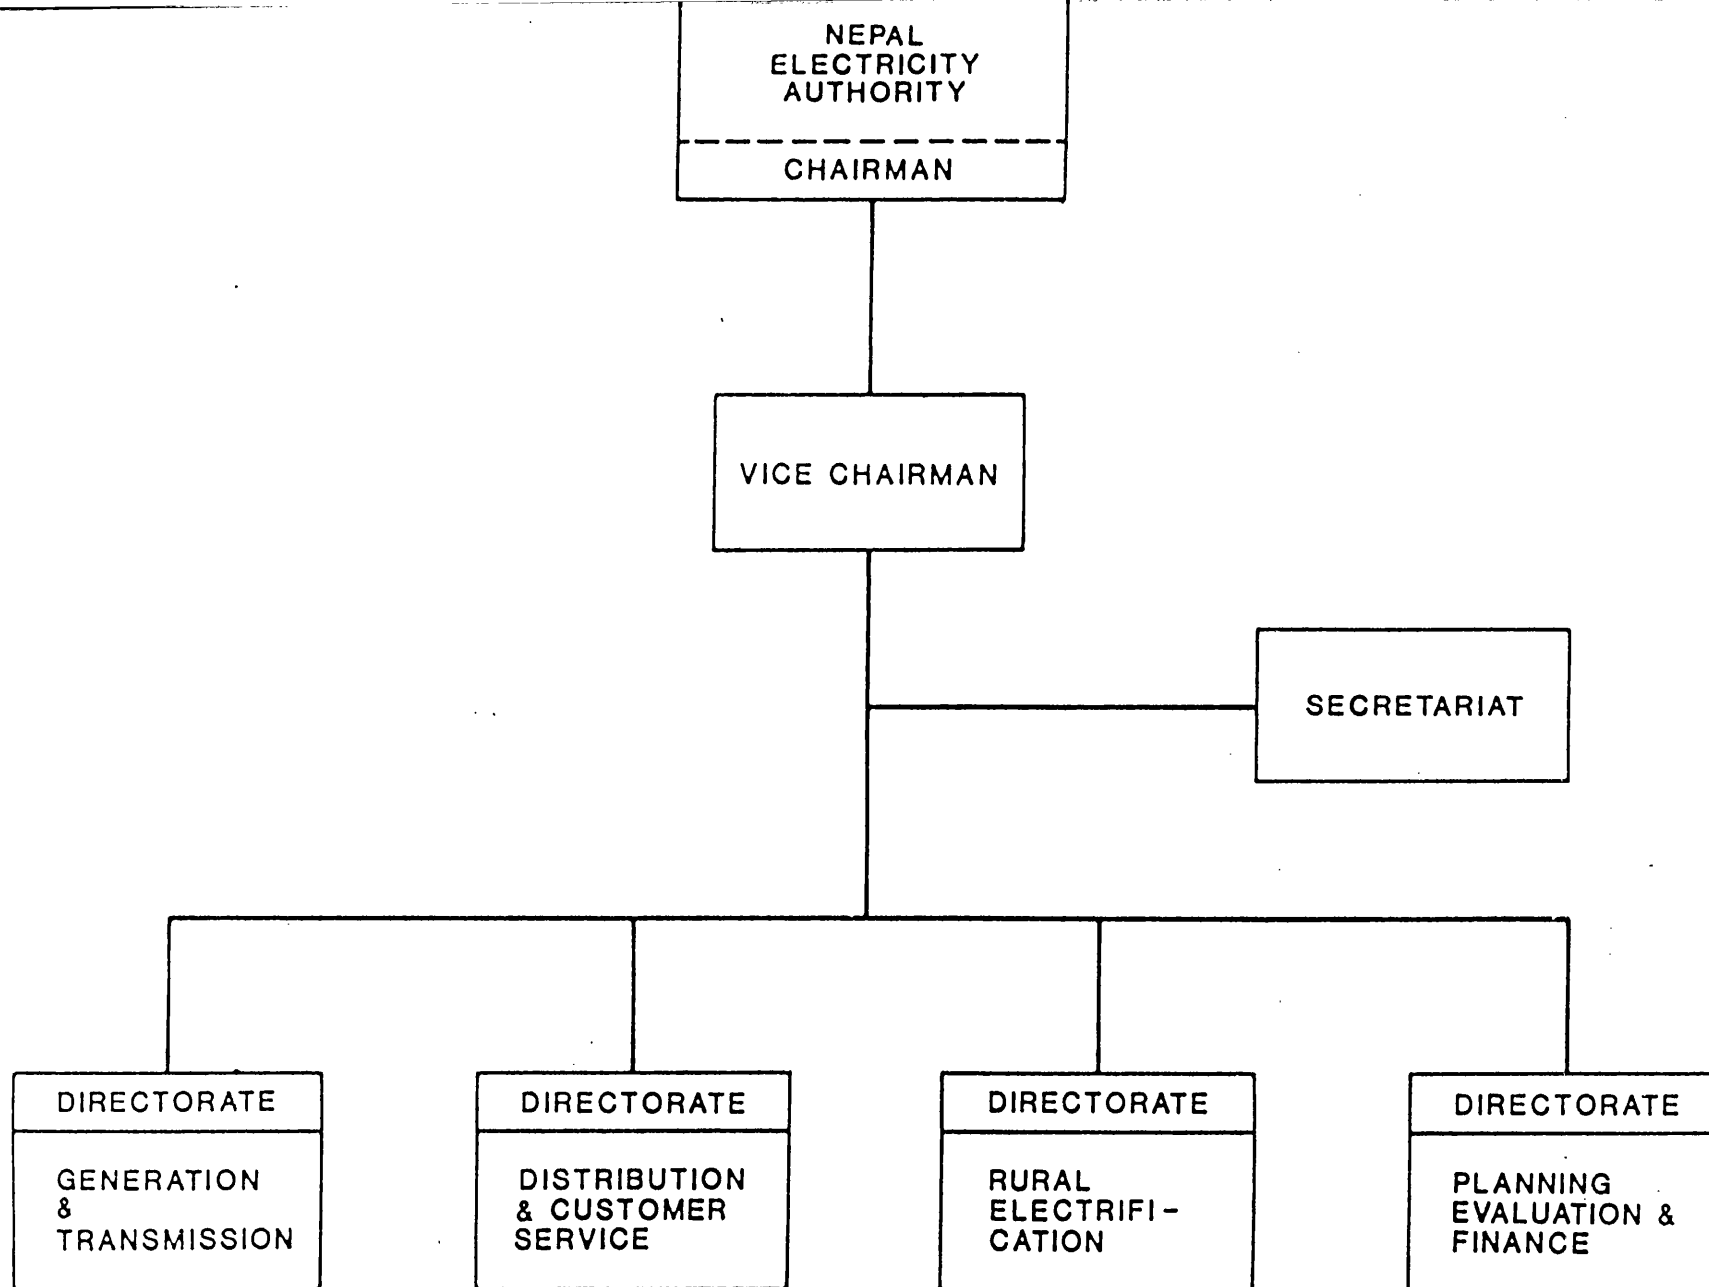 NEPAL
ELECTRICITY
AUTHORITY
CHAIRMAN
VICE CHAIRMAN
SECRETARIAT
DIRECTORATE
GENERATION
&
TRANSMISSION
DIRECTORATE
DISTRIBUTION
& CUSTOMER
SERVICE
DIRECTORATE
RURAL
ELECTRIFI-
CATION
DIRECTORATE
PLANNING
EVALUATION &
FINANCE